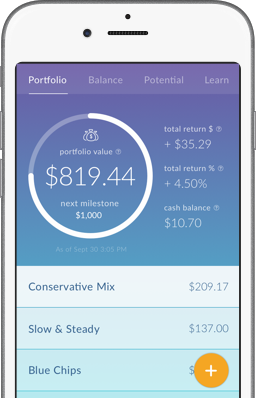 Portfolio Balance Potential Learn
portfolio value ?
$819.44
next milestone
$1,000
total return $ ?
+ $35.29
total return % ?
+ 4.50%
cash balance ?
$10.70
As of Sept 30 3:05 PM
Conservative Mix $209.17
Slow & Steady $137.00
Blue Chips $
+